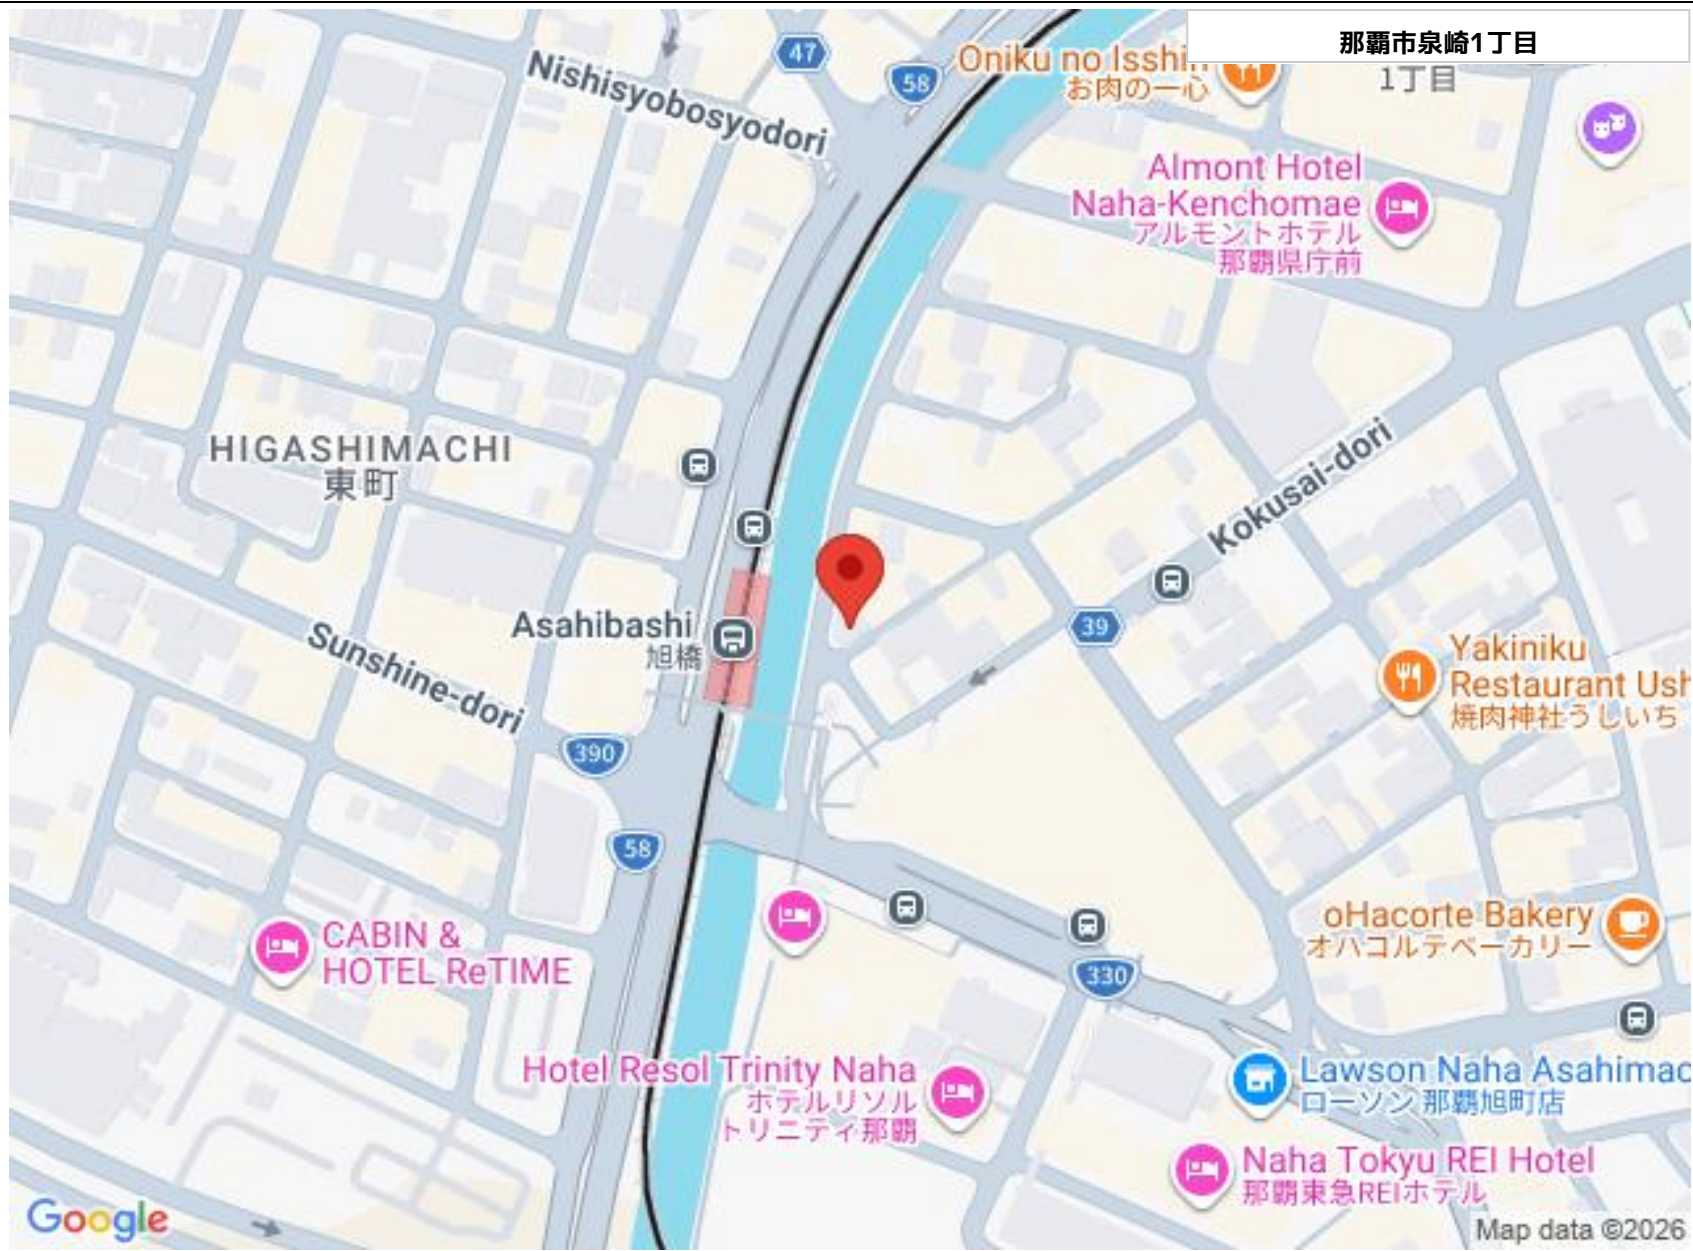 那覇市泉崎1丁目
1丁目
47
58
Nishisyobosyodori
Oniku no Isshin
お肉の一心
Almont Hotel
Naha-Kenchomae
アルモントホテル
那覇県庁前
HIGASHIMACHI
東町
Kokusai-dori
39
Asahibashi
旭橋
Sunshine-dori
390
58
Yakiniku
Restaurant Ush
焼肉神社うしいち
oHacorte Bakery
オハコルテベーカリー
CABIN &
HOTEL ReTIME
330
Hotel Resol Trinity Naha
ホテルリソル
トリニティ那覇
Lawson Naha Asahimac
ローソン 那覇旭町店
Naha Tokyu REI Hotel
那覇東急REIホテル
Google
Map data ©2026